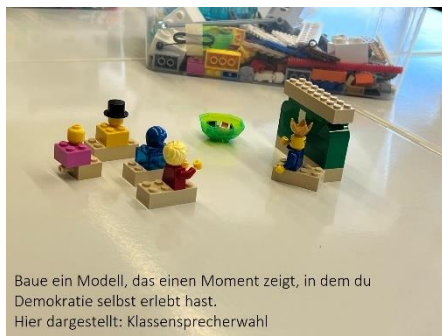 Baue ein Modell, das einen Moment zeigt, in dem du
Demokratie selbst erlebt hast.
Hier dargestellt: Klassensprecherwahl